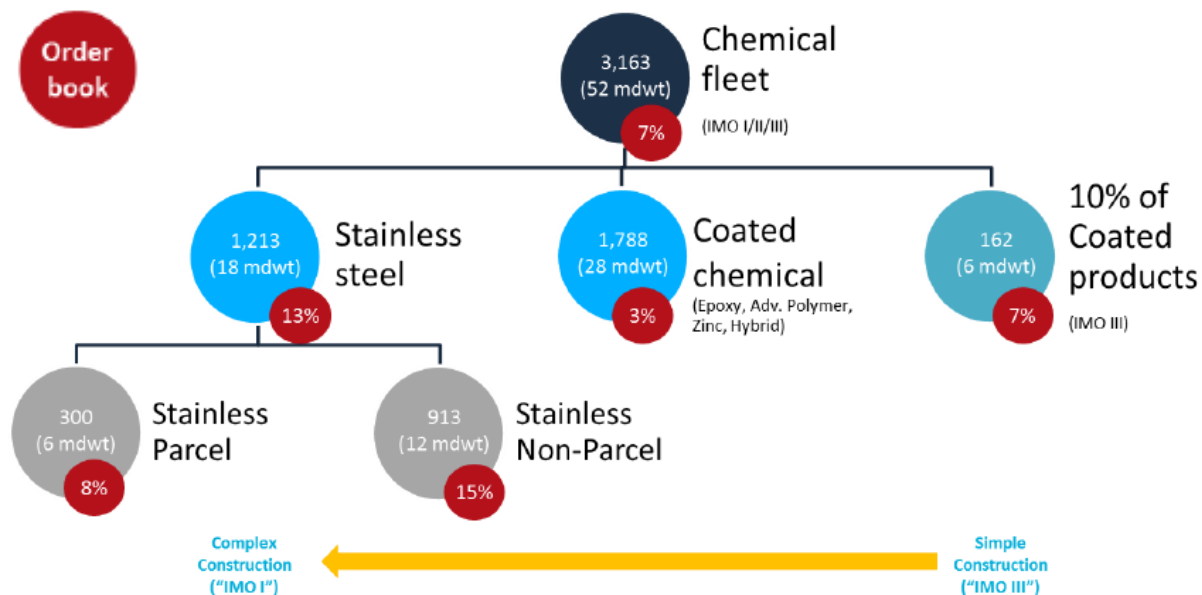 Order
book
3,163
(52 mdwt)
7%
Chemical
fleet
(IMO I/II/III)
1,213
(18 mdwt)
13%
Stainless
steel
1,788
(28 mdwt)
3%
Coated
chemical
(Epoxy, Adv. Polymer,
Zinc, Hybrid)
162
(6 mdwt)
7%
10% of
Coated
products
(IMO III)
300
(6 mdwt)
8%
Stainless
Parcel
913
(12 mdwt)
15%
Stainless
Non-Parcel
Complex
Construction
(“IMO I”)
Simple
Construction
(“IMO III”)